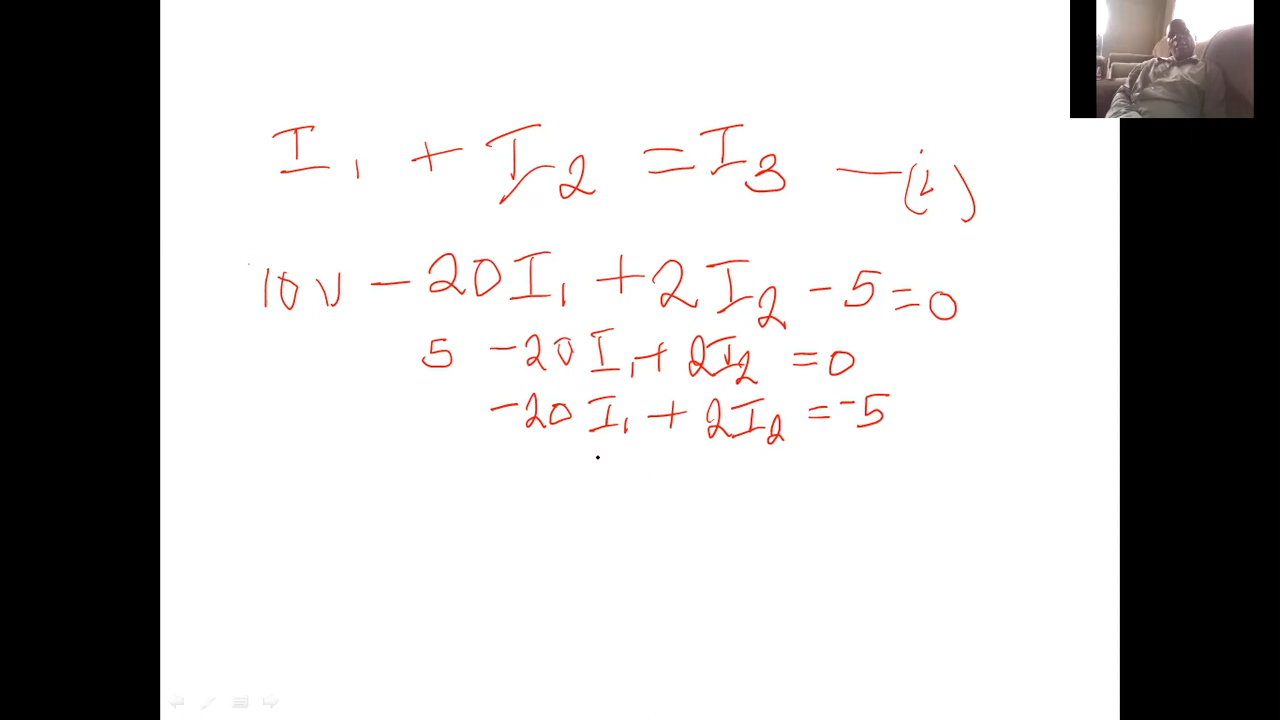 I₁ + I₂ = I₃ —(i)
10V - 20I₁ + 2I₂ - 5 = 0
5 - 20I₁ + 2I₂ = 0
-20I₁ + 2I₂ = -5